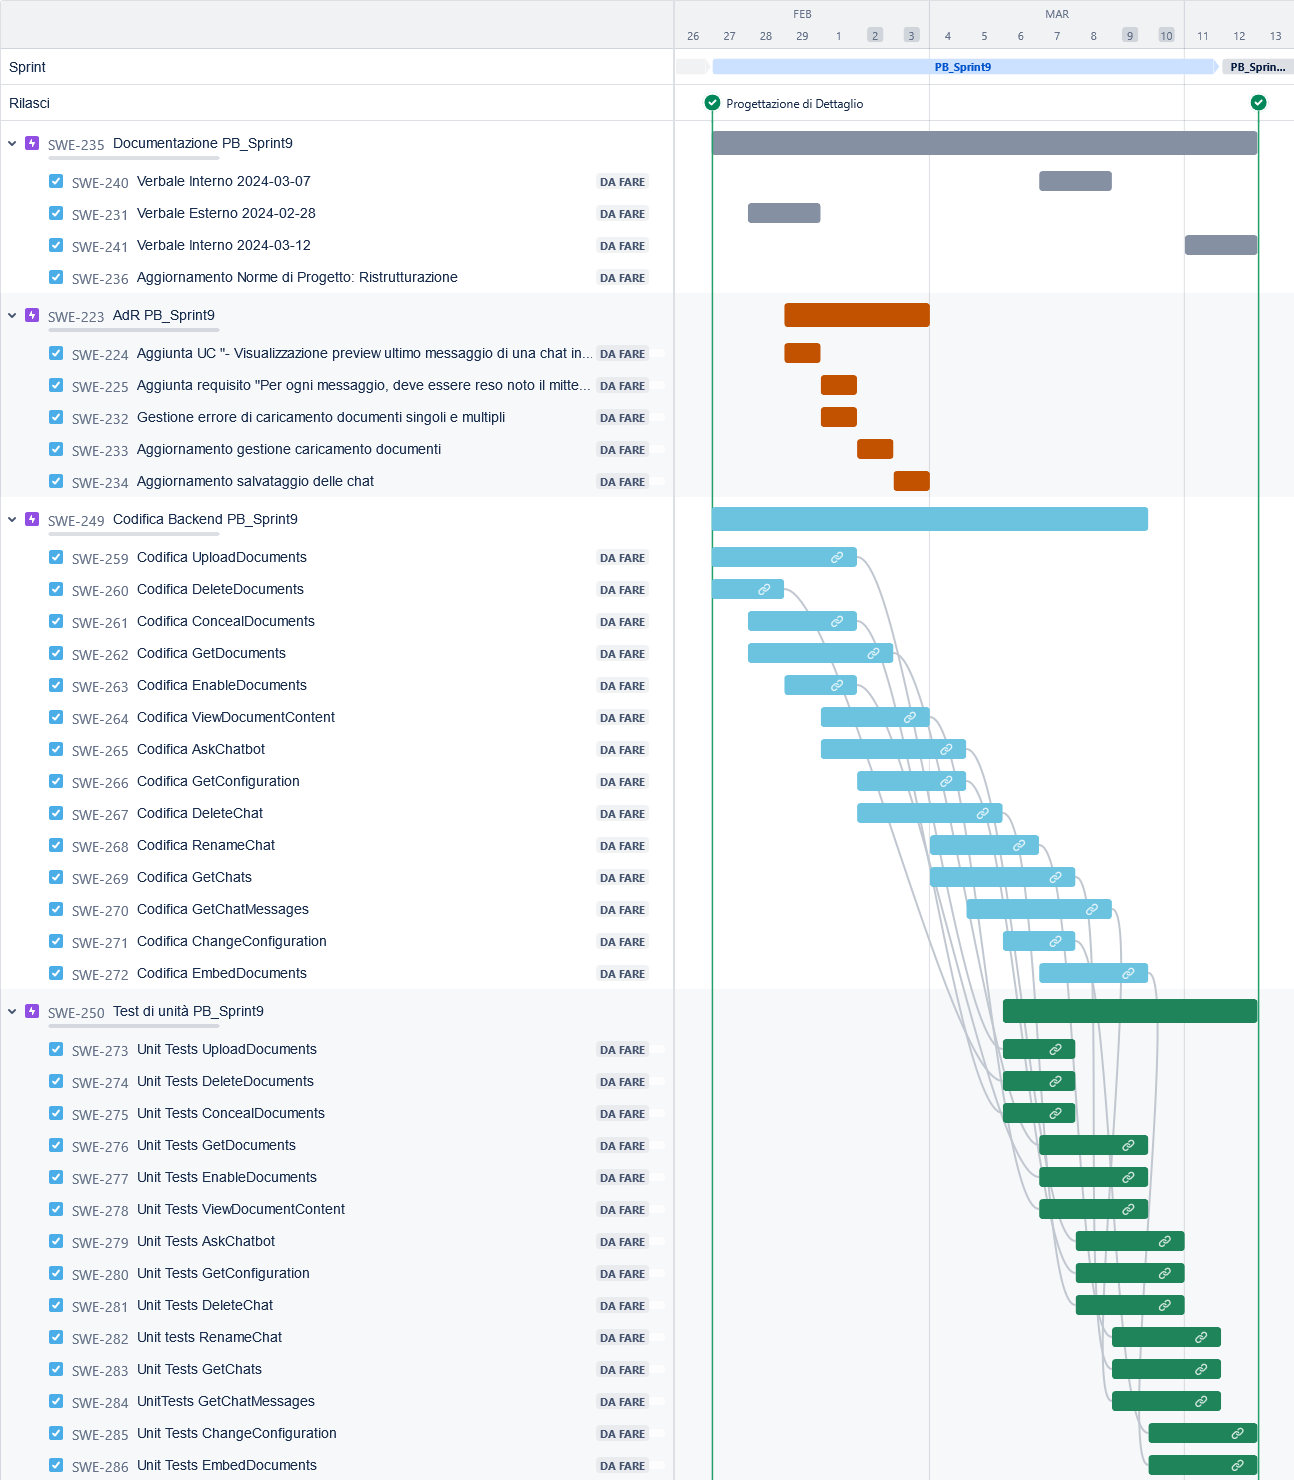 FEB MAR
26 27 28 29 1 2 3 4 5 6 7 8 9 10 11 12 13
Sprint PB_Sprint9 PB_Sprin...
Rilasci Progettazione di Dettaglio
SWE-235 Documentazione PB_Sprint9
SWE-240 Verbale Interno 2024-03-07 DA FARE
SWE-231 Verbale Esterno 2024-02-28 DA FARE
SWE-241 Verbale Interno 2024-03-12 DA FARE
SWE-236 Aggiornamento Norme di Progetto: Ristrutturazione DA FARE
SWE-223 AdR PB_Sprint9
SWE-224 Aggiunta UC "- Visualizzazione preview ultimo messaggio di una chat in... DA FARE
SWE-225 Aggiunta requisito "Per ogni messaggio, deve essere reso noto il mitte... DA FARE
SWE-232 Gestione errore di caricamento documenti singoli e multipli DA FARE
SWE-233 Aggiornamento gestione caricamento documenti DA FARE
SWE-234 Aggiornamento salvataggio delle chat DA FARE
SWE-249 Codifica Backend PB_Sprint9
SWE-259 Codifica UploadDocuments DA FARE
SWE-260 Codifica DeleteDocuments DA FARE
SWE-261 Codifica ConcealDocuments DA FARE
SWE-262 Codifica GetDocuments DA FARE
SWE-263 Codifica EnableDocuments DA FARE
SWE-264 Codifica ViewDocumentContent DA FARE
SWE-265 Codifica AskChatbot DA FARE
SWE-266 Codifica GetConfiguration DA FARE
SWE-267 Codifica DeleteChat DA FARE
SWE-268 Codifica RenameChat DA FARE
SWE-269 Codifica GetChats DA FARE
SWE-270 Codifica GetChatMessages DA FARE
SWE-271 Codifica ChangeConfiguration DA FARE
SWE-272 Codifica EmbedDocuments DA FARE
SWE-250 Test di unità PB_Sprint9
SWE-273 Unit Tests UploadDocuments DA FARE
SWE-274 Unit Tests DeleteDocuments DA FARE
SWE-275 Unit Tests ConcealDocuments DA FARE
SWE-276 Unit Tests GetDocuments DA FARE
SWE-277 Unit Tests EnableDocuments DA FARE
SWE-278 Unit Tests ViewDocumentContent DA FARE
SWE-279 Unit Tests AskChatbot DA FARE
SWE-280 Unit Tests GetConfiguration DA FARE
SWE-281 Unit Tests DeleteChat DA FARE
SWE-282 Unit tests RenameChat DA FARE
SWE-283 Unit Tests GetChats DA FARE
SWE-284 UnitTests GetChatMessages DA FARE
SWE-285 Unit Tests ChangeConfiguration DA FARE
SWE-286 Unit Tests EmbedDocuments DA FARE